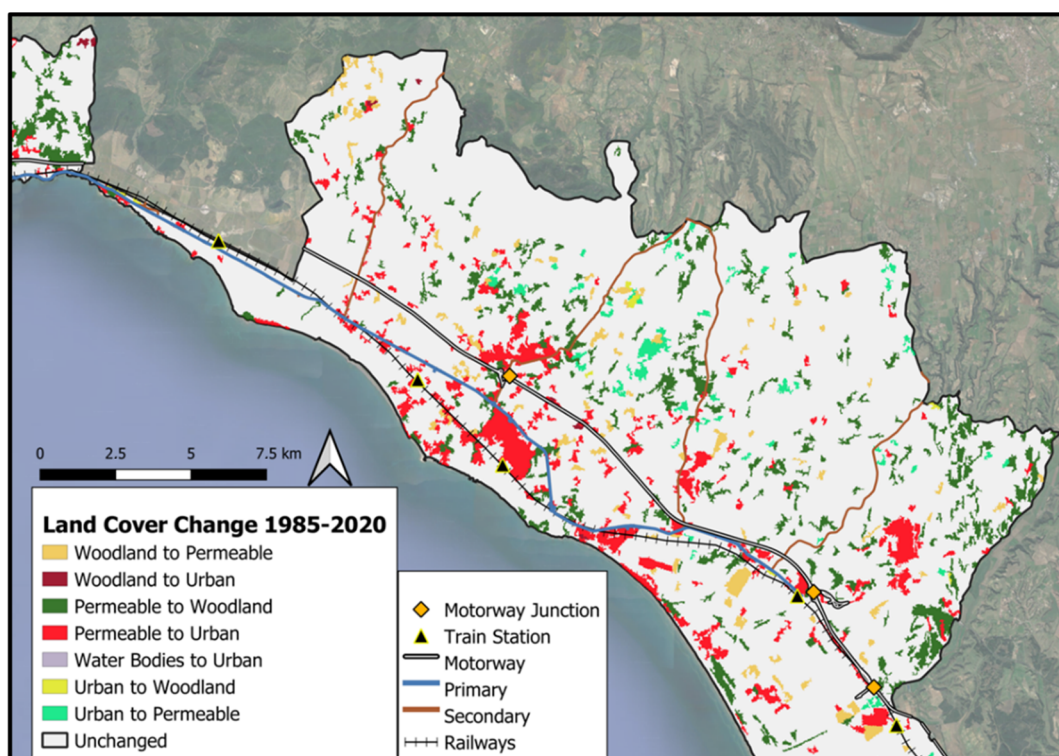 0 2.5 5 7.5 km
Land Cover Change 1985-2020
Woodland to Permeable
Woodland to Urban
Permeable to Woodland
Permeable to Urban
Water Bodies to Urban
Urban to Woodland
Urban to Permeable
Unchanged
Motorway Junction
Train Station
Motorway
Primary
Secondary
Railways